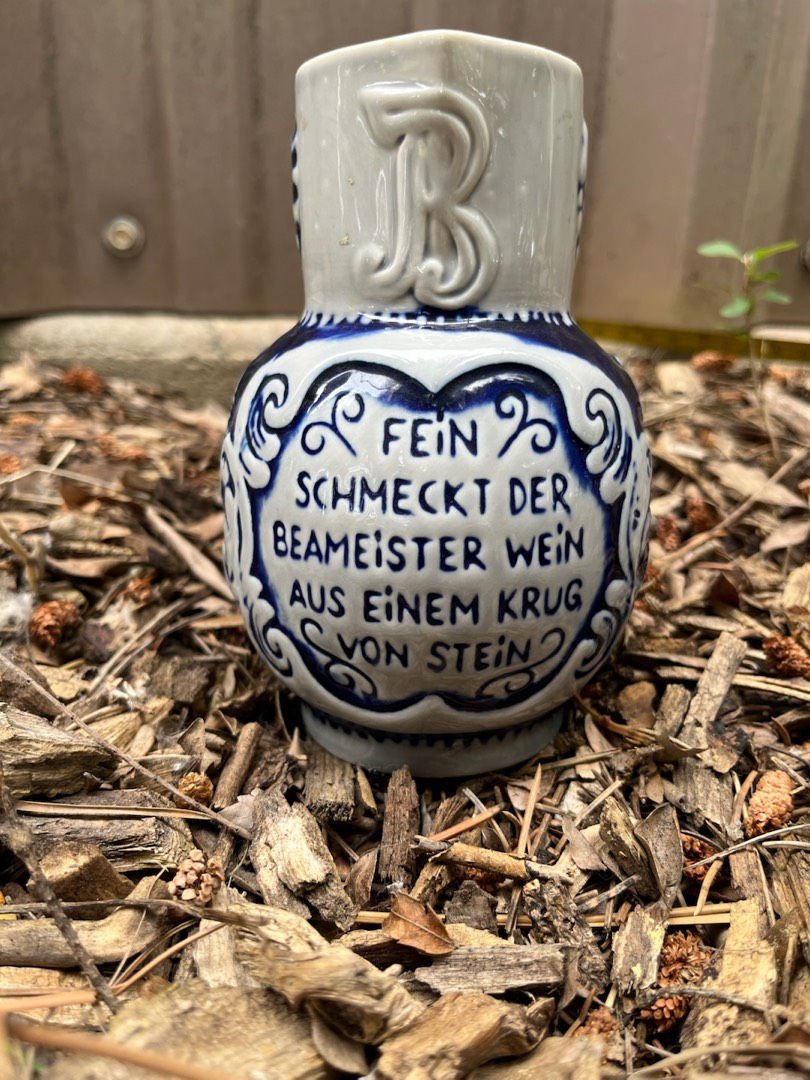 B
FEiN
SCHMECKT DER
BEAMEiSTER WEiN
AUS EiNEM KRUG
VON STEiN